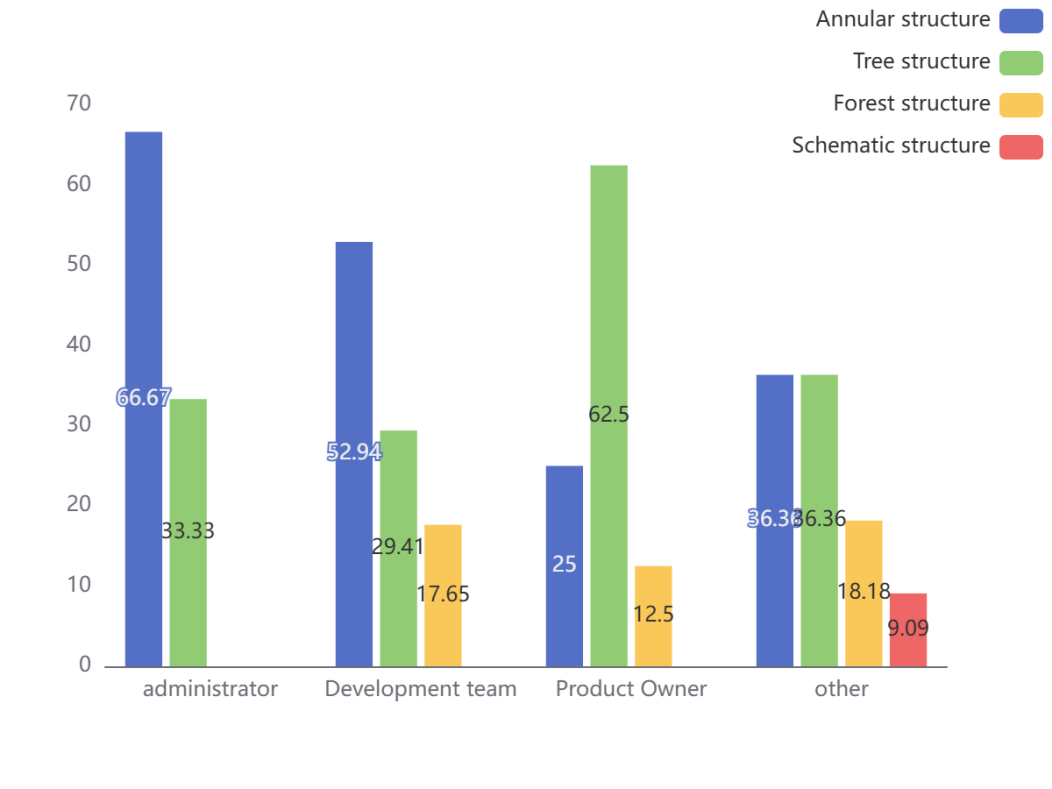 Annular structure
Tree structure
Forest structure
Schematic structure
70
60
50
40
30
20
10
0
66.67
33.33
52.94
29.41
17.65
25
62.5
12.5
36.36
36.36
18.18
9.09
administrator
Development team
Product Owner
other